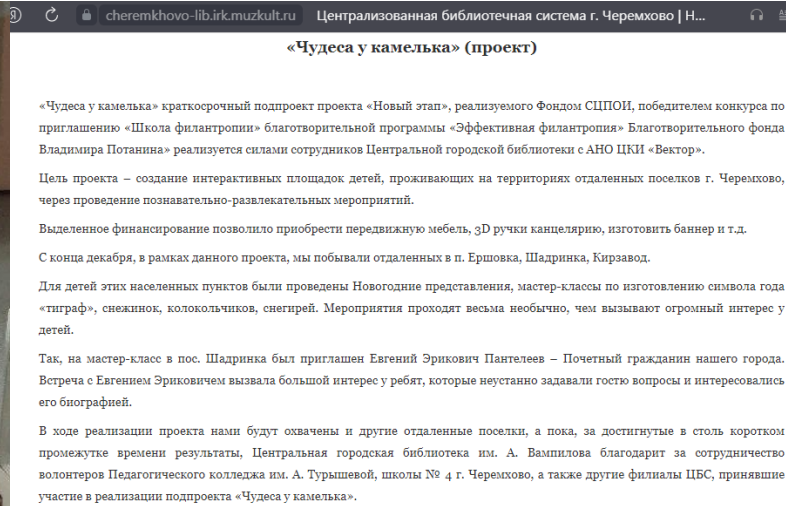 cheremkhovo-lib.irk.muzkult.ru Централизованная библиотечная система г. Черемхово | Н...
«Чудеса у камелька» (проект)
«Чудеса у камелька» краткосрочный подпроект проекта «Новый этап», реализуемого Фондом СЦПОИ, победителем конкурса по
приглашению «Школа филантропии» благотворительной программы «Эффективная филантропия» Благотворительного фонда
Владимира Потанина» реализуется силами сотрудников Центральной городской библиотеки с АНО ЦКИ «Вектор».
Цель проекта – создание интерактивных площадок детей, проживающих на территориях отдаленных поселков г. Черемхово,
через проведение познавательно-развлекательных мероприятий.
Выделенное финансирование позволило приобрести передвижную мебель, 3D ручки канцелярию, изготовить баннер и т.д.
С конца декабря, в рамках данного проекта, мы побывали отдаленных в п. Ершовка, Шадринка, Кирзавод.
Для детей этих населенных пунктов были проведены Новогодние представления, мастер-классы по изготовлению символа года
«тиграф», снежинок, колокольчиков, снегирей. Мероприятия проходят весьма необычно, чем вызывают огромный интерес у
детей.
Так, на мастер-класс в пос. Шадринка был приглашен Евгений Эрикович Пантелеев – Почетный гражданин нашего города.
Встреча с Евгением Эриковичем вызвала большой интерес у ребят, которые неустанно задавали гостю вопросы и интересовались
его биографией.
В ходе реализации проекта нами будут охвачены и другие отдаленные поселки, а пока, за достигнутые в столь коротком
промежутке времени результаты, Центральная городская библиотека им. А. Вампилова благодарит за сотрудничество
волонтеров Педагогического колледжа им. А. Турышевой, школы № 4 г. Черемхово, а также другие филиалы ЦБС, принявшие
участие в реализации подпроекта «Чудеса у камелька».